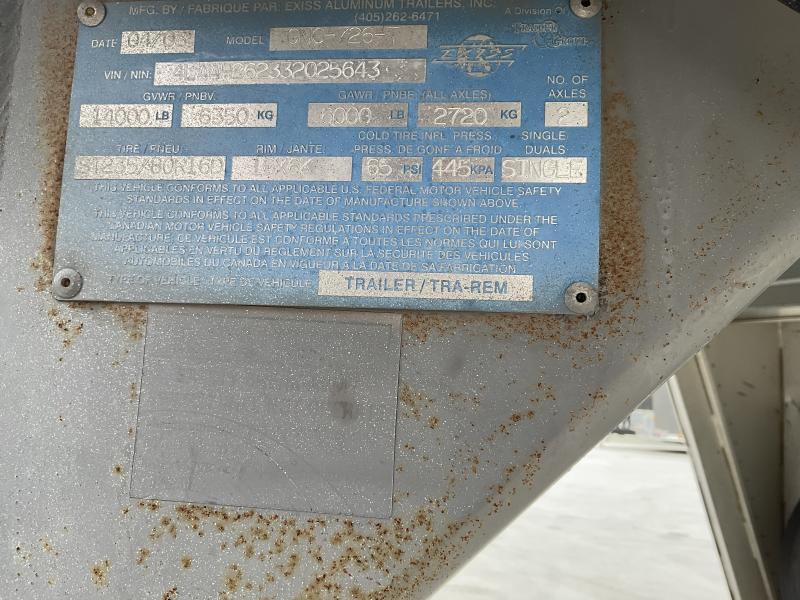 MFG. BY / FABRIQUE PAR: EXISS ALUMINUM TRAILERS, INC.
(405)262-6471
A Division of
TRAILER GROUP
DATE 04/03 MODEL
EXISS
VIN / NIN: 62332025643
NO. OF
AXLES
GVWR / PNBV: GAWR / PNBE (ALL AXLES)
14000 LB 6350 KG 6000 LB 2720 KG 2
COLD TIRE INFL. PRESS. SINGLE
TIRE / PNEU RIM / JANTE PRESS. DE GONF A FROID DUALS
ST235/80R16 65 PSI 445 KPA SINGLE
THIS VEHICLE CONFORMS TO ALL APPLICABLE U.S. FEDERAL MOTOR VEHICLE SAFETY
STANDARDS IN EFFECT ON THE DATE OF MANUFACTURE SHOWN ABOVE.
THIS VEHICLE CONFORMS TO ALL APPLICABLE STANDARDS PRESCRIBED UNDER THE
CANADIAN MOTOR VEHICLE SAFETY REGULATIONS IN EFFECT ON THE DATE OF
MANUFACTURE. CE VEHICULE EST CONFORME A TOUTES LES NORMES QUI LUI SONT
APPLICABLES EN VERTU DU REGLEMENT SUR LA SECURITE DES VEHICULES
AUTOMOBILES DU CANADA EN VIGUEUR A LA DATE DE SA FABRICATION
TYPE OF VEHICLE / TYPE DE VEHICULE TRAILER / TRA-REM